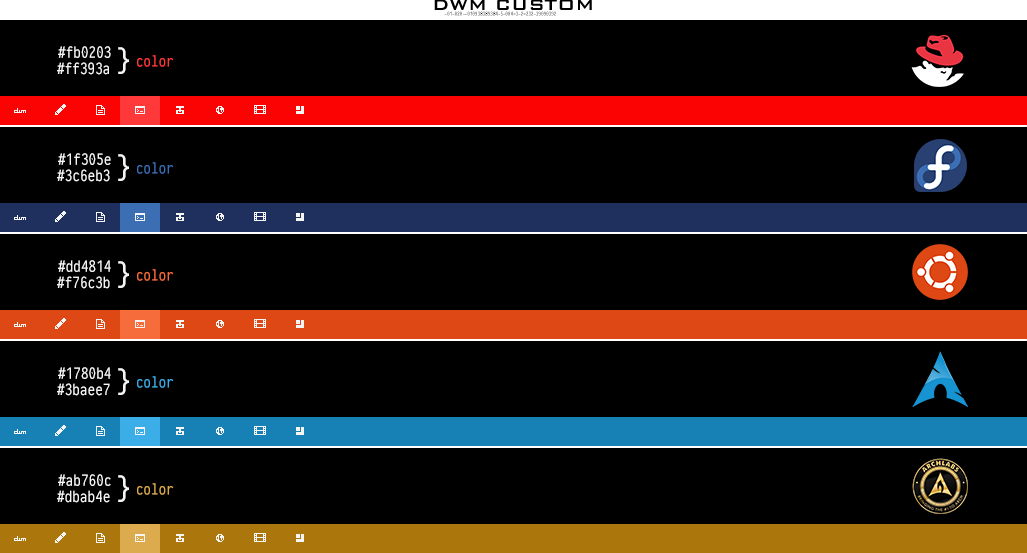 DWM CUSTOM
#fb0203
#ff393a
} color
dwm
#1f305e
#3c6eb3
} color
dwm
#dd4814
#f76c3b
} color
dwm
#1780b4
#3baee7
} color
dwm
#ab760c
#dbab4e
} color
ARCHLABS
dwm